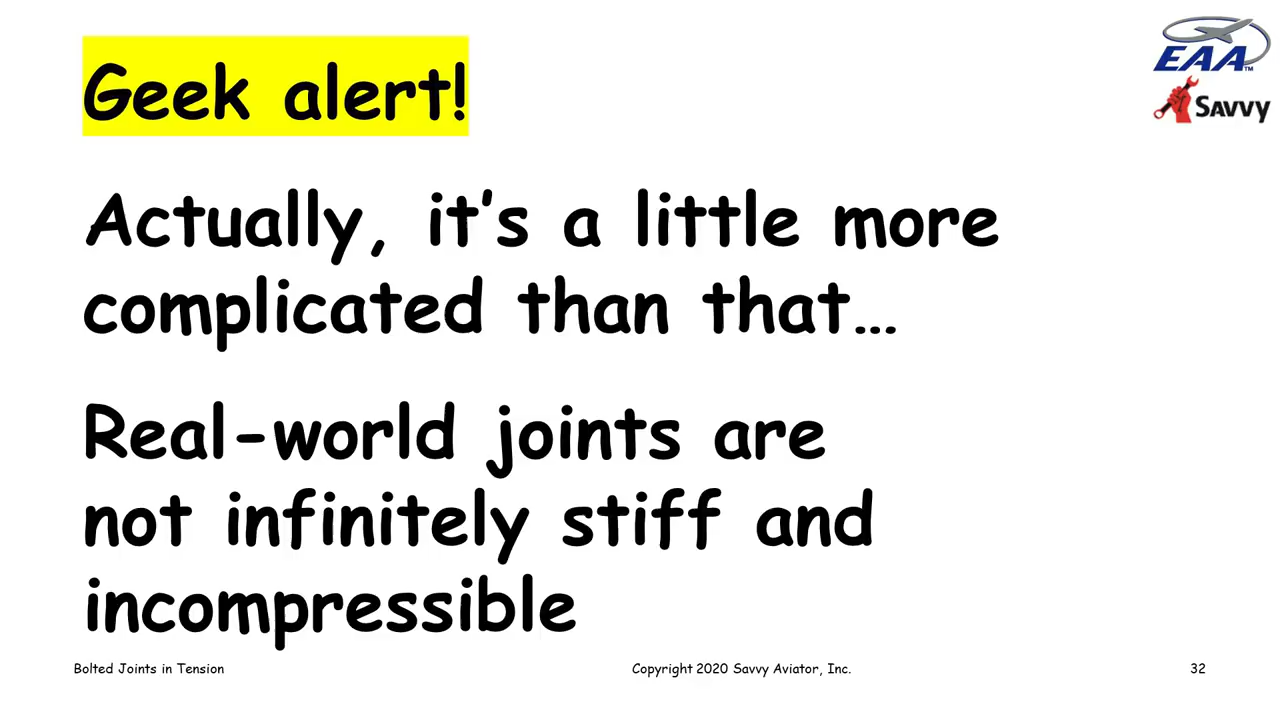 Geek alert!
EAA™
SAVVY
Actually, it’s a little more
complicated than that…
Real-world joints are
not infinitely stiff and
incompressible
Bolted Joints in Tension
Copyright 2020 Savvy Aviator, Inc.
32